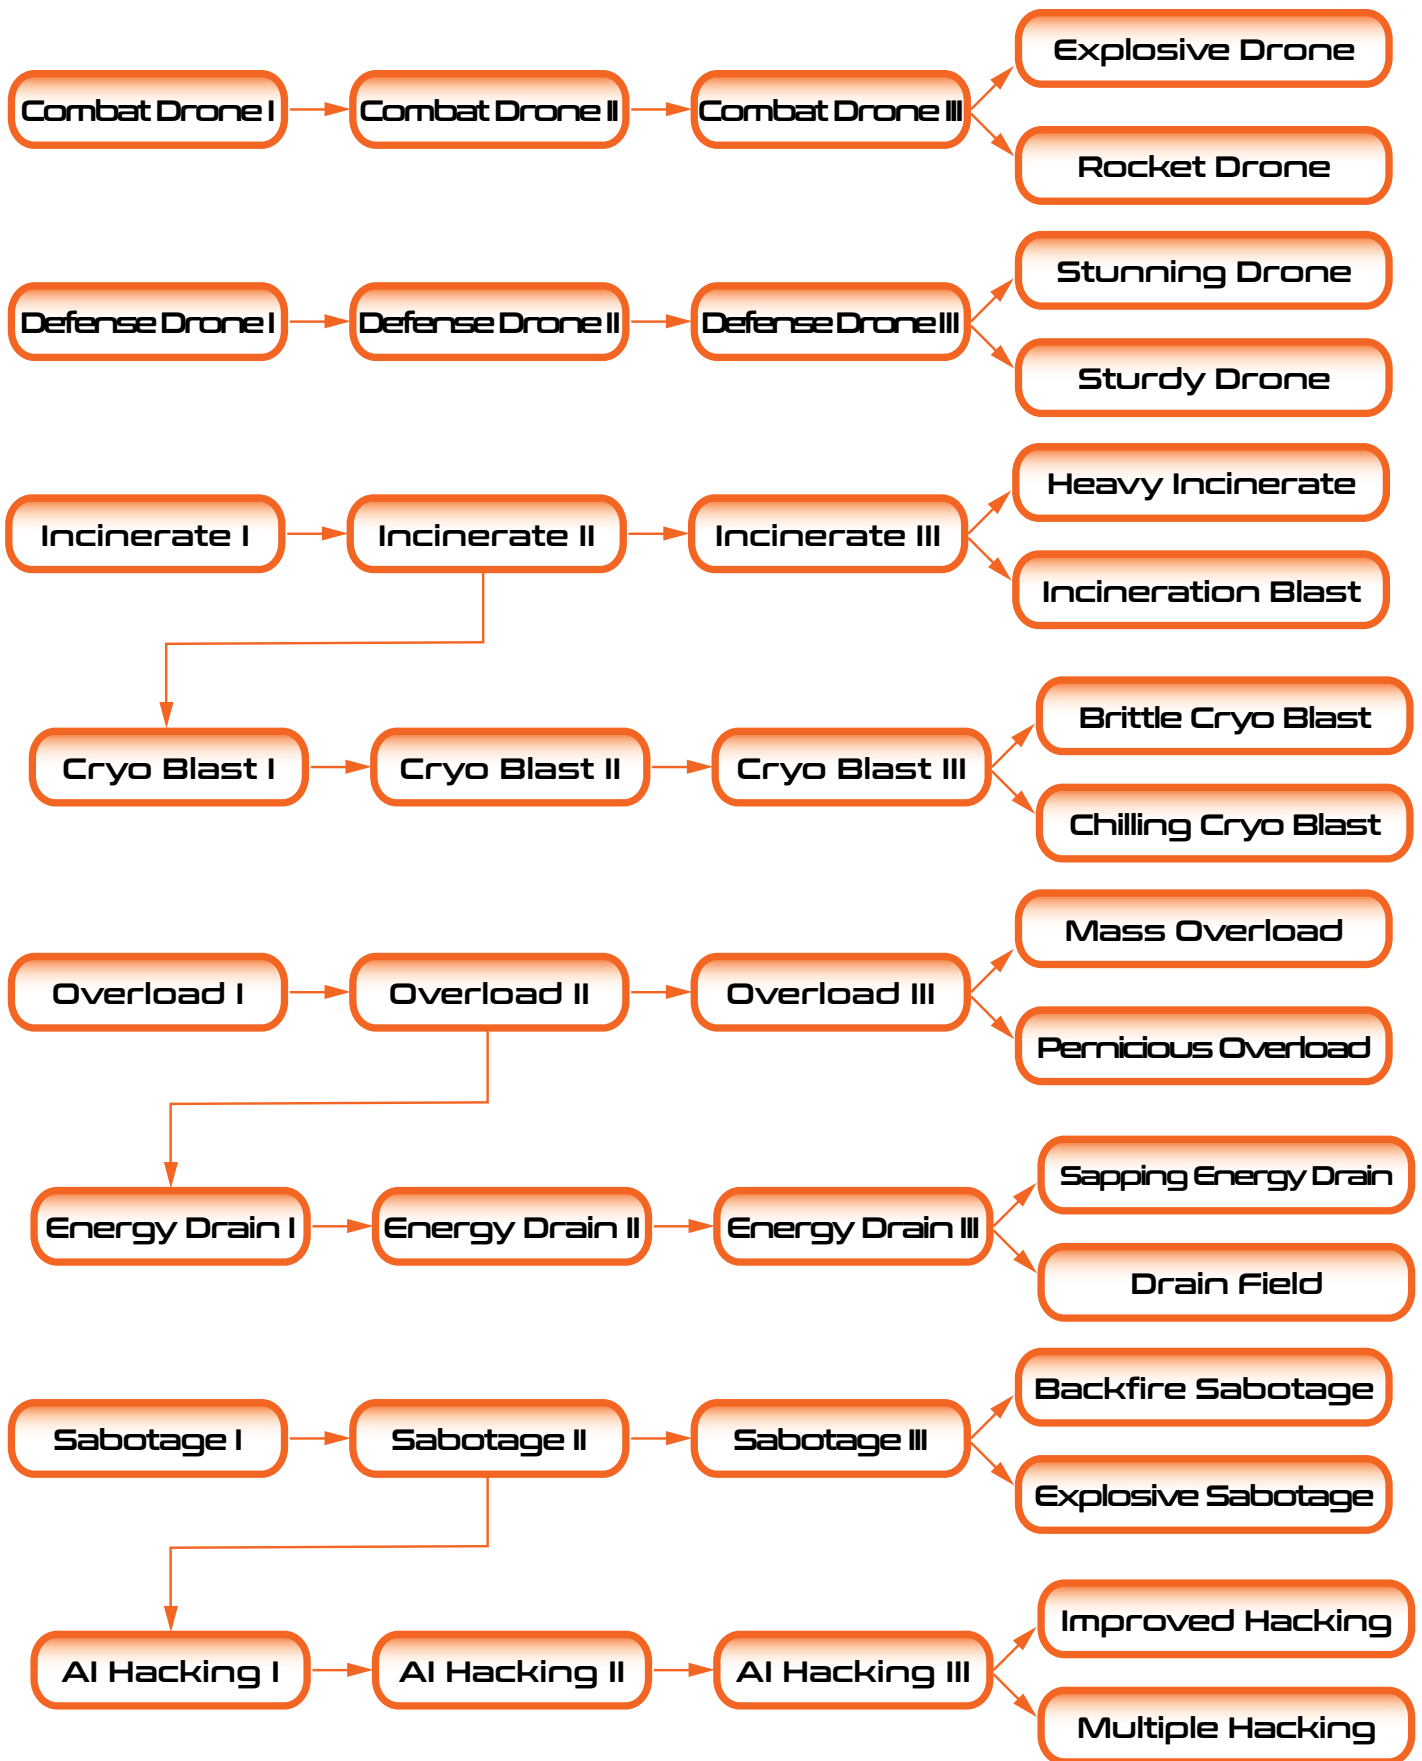 Explosive Drone
Combat Drone I
Combat Drone II
Combat Drone III
Rocket Drone
Stunning Drone
Defense Drone I
Defense Drone II
Defense Drone III
Sturdy Drone
Heavy Incinerate
Incinerate I
Incinerate II
Incinerate III
Incineration Blast
Brittle Cryo Blast
Cryo Blast I
Cryo Blast II
Cryo Blast III
Chilling Cryo Blast
Mass Overload
Overload I
Overload II
Overload III
Pernicious Overload
Sapping Energy Drain
Energy Drain I
Energy Drain II
Energy Drain III
Drain Field
Backfire Sabotage
Sabotage I
Sabotage II
Sabotage III
Explosive Sabotage
Improved Hacking
AI Hacking I
AI Hacking II
AI Hacking III
Multiple Hacking